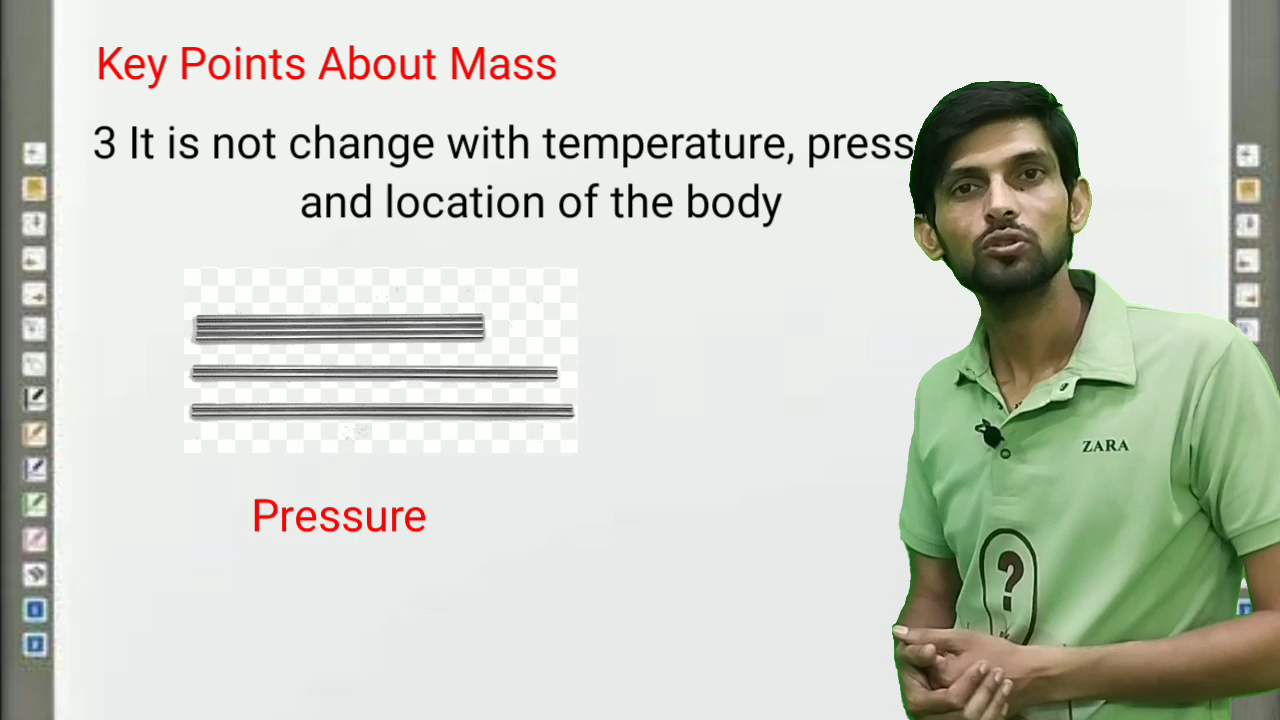 Key Points About Mass
3 It is not change with temperature, press
and location of the body
Pressure
ZARA
?